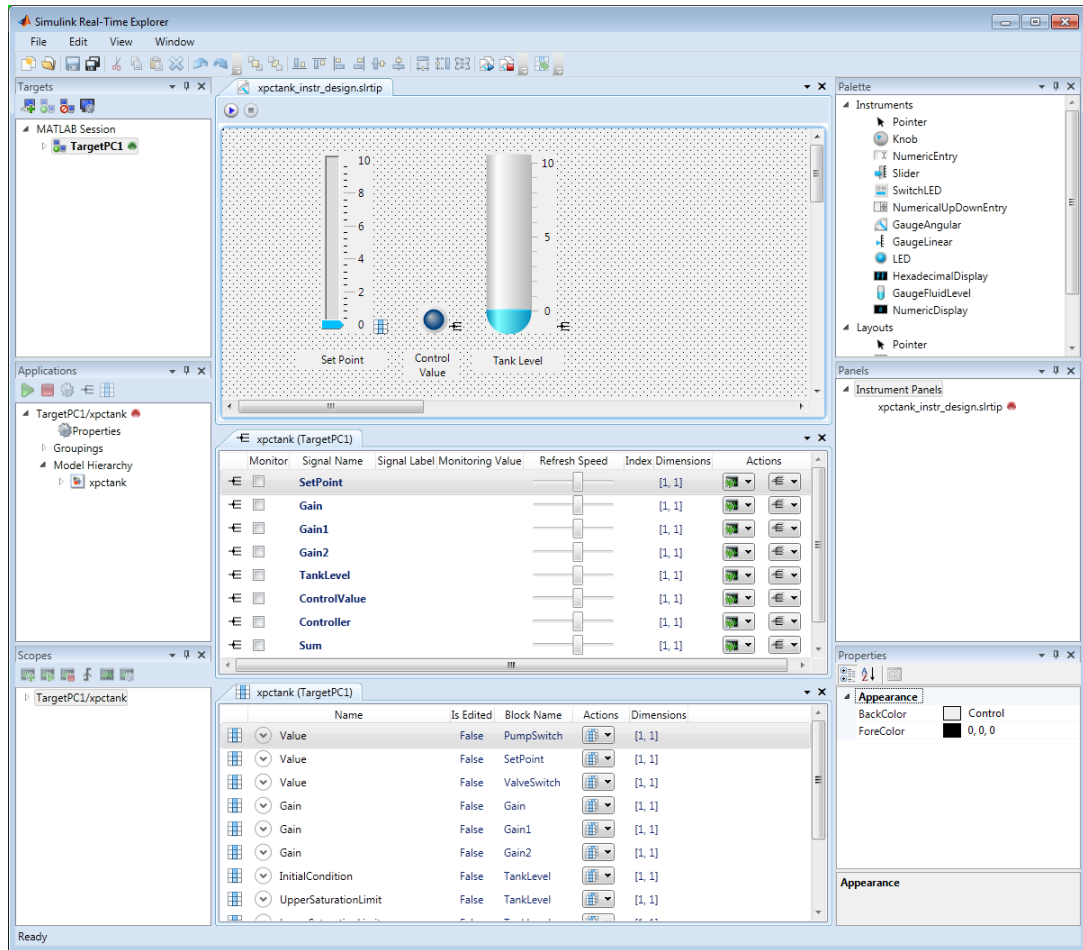 Simulink Real-Time Explorer
File Edit View Window
Targets
MATLAB Session
TargetPC1
Applications
TargetPC1/xpctank
Properties
Groupings
Model Hierarchy
xpctank
Scopes
TargetPC1/xpctank
xpctank_instr_design.slrtip
10
8
6
4
2
0
Set Point
Control
Value
10
5
0
Tank Level
xpctank (TargetPC1)
Monitor Signal Name Signal Label Monitoring Value Refresh Speed Index Dimensions Actions
SetPoint [1, 1]
Gain [1, 1]
Gain1 [1, 1]
Gain2 [1, 1]
TankLevel [1, 1]
ControlValue [1, 1]
Controller [1, 1]
Sum [1, 1]
xpctank (TargetPC1)
Name Is Edited Block Name Actions Dimensions
Value False PumpSwitch [1, 1]
Value False SetPoint [1, 1]
Value False ValveSwitch [1, 1]
Gain False Gain [1, 1]
Gain False Gain1 [1, 1]
Gain False Gain2 [1, 1]
InitialCondition False TankLevel [1, 1]
UpperSaturationLimit False TankLevel [1, 1]
Palette
Instruments
Pointer
Knob
NumericEntry
Slider
SwitchLED
NumericalUpDownEntry
GaugeAngular
GaugeLinear
LED
HexadecimalDisplay
GaugeFluidLevel
NumericDisplay
Layouts
Pointer
Panels
Instrument Panels
xpctank_instr_design.slrtip
Properties
Appearance
BackColor Control
ForeColor 0, 0, 0
Appearance
Ready